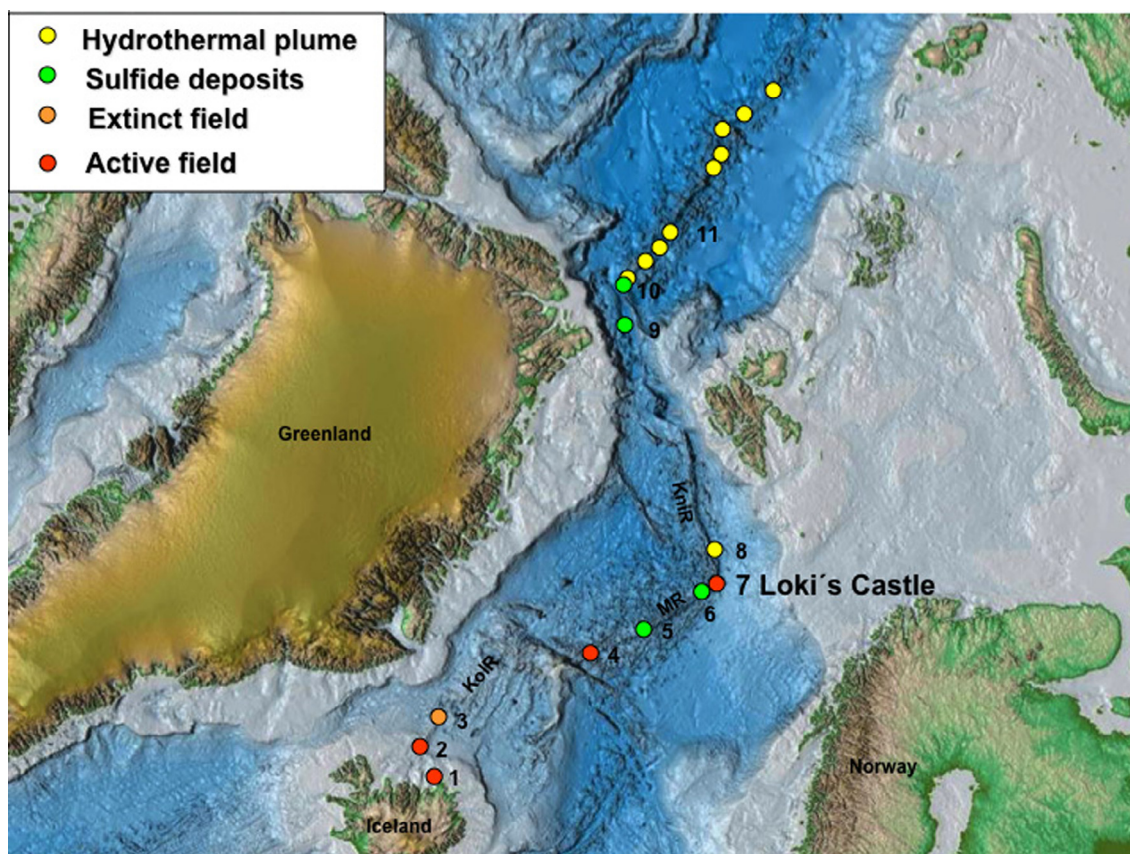 Hydrothermal plume
Sulfide deposits
Extinct field
Active field
11
10
9
Greenland
KniR
8
7 Loki´s Castle
MR
6
5
4
KolR
3
2
1
Norway
Iceland